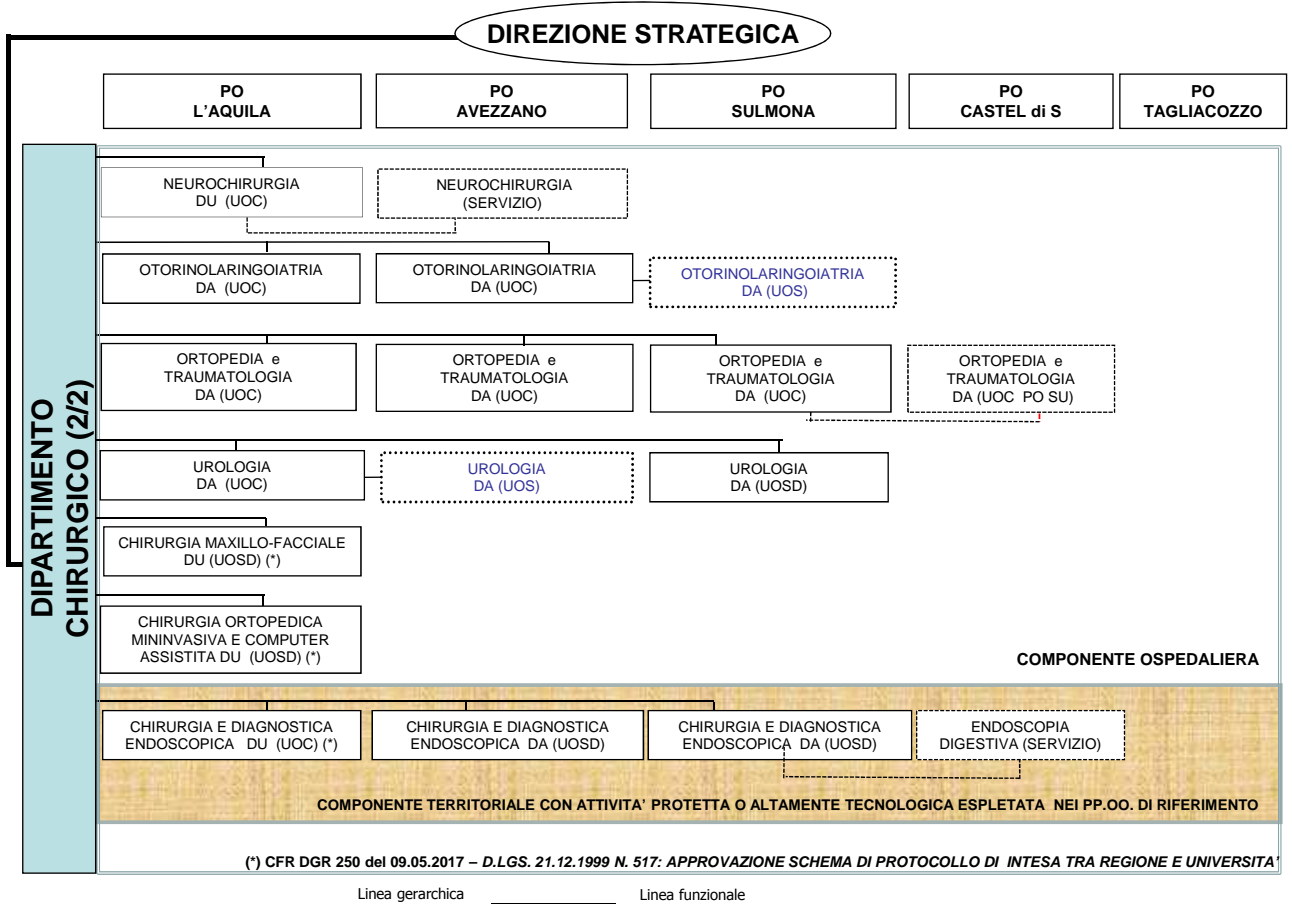 DIREZIONE STRATEGICA
PO
L'AQUILA
PO
AVEZZANO
PO
SULMONA
PO
CASTEL di S
PO
TAGLIACOZZO
DIPARTIMENTO
CHIRURGICO (2/2)
NEUROCHIRURGIA
DU (UOC)
NEUROCHIRURGIA
(SERVIZIO)
OTORINOLARINGOIATRIA
DA (UOC)
OTORINOLARINGOIATRIA
DA (UOC)
OTORINOLARINGOIATRIA
DA (UOS)
ORTOPEDIA e
TRAUMATOLOGIA
DA (UOC)
ORTOPEDIA e
TRAUMATOLOGIA
DA (UOC)
ORTOPEDIA e
TRAUMATOLOGIA
DA (UOC)
ORTOPEDIA e
TRAUMATOLOGIA
DA (UOC PO SU)
UROLOGIA
DA (UOC)
UROLOGIA
DA (UOS)
UROLOGIA
DA (UOSD)
CHIRURGIA MAXILLO-FACCIALE
DU (UOSD) (*)
CHIRURGIA ORTOPEDICA
MININVASIVA E COMPUTER
ASSISTITA DU (UOSD) (*)
COMPONENTE OSPEDALIERA
CHIRURGIA E DIAGNOSTICA
ENDOSCOPICA DU (UOC) (*)
CHIRURGIA E DIAGNOSTICA
ENDOSCOPICA DA (UOSD)
CHIRURGIA E DIAGNOSTICA
ENDOSCOPICA DA (UOSD)
ENDOSCOPIA
DIGESTIVA (SERVIZIO)
COMPONENTE TERRITORIALE CON ATTIVITA' PROTETTA O ALTAMENTE TECNOLOGICA ESPLETATA NEI PP.OO. DI RIFERIMENTO
(*) CFR DGR 250 del 09.05.2017 – D.LGS. 21.12.1999 N. 517: APPROVAZIONE SCHEMA DI PROTOCOLLO DI INTESA TRA REGIONE E UNIVERSITA'
Linea gerarchica Linea funzionale